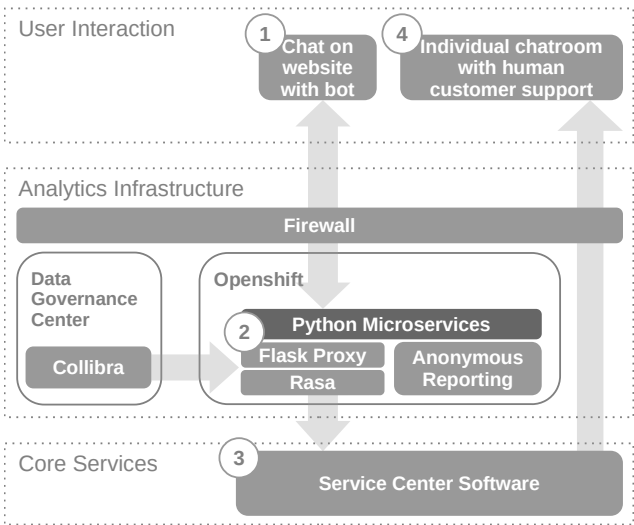 User Interaction
1
Chat on
website
with bot
4
Individual chatroom
with human
customer support
Analytics Infrastructure
Firewall
Data
Governance
Center
Collibra
Openshift
2
Python Microservices
Flask Proxy
Rasa
Anonymous
Reporting
Core Services
3
Service Center Software